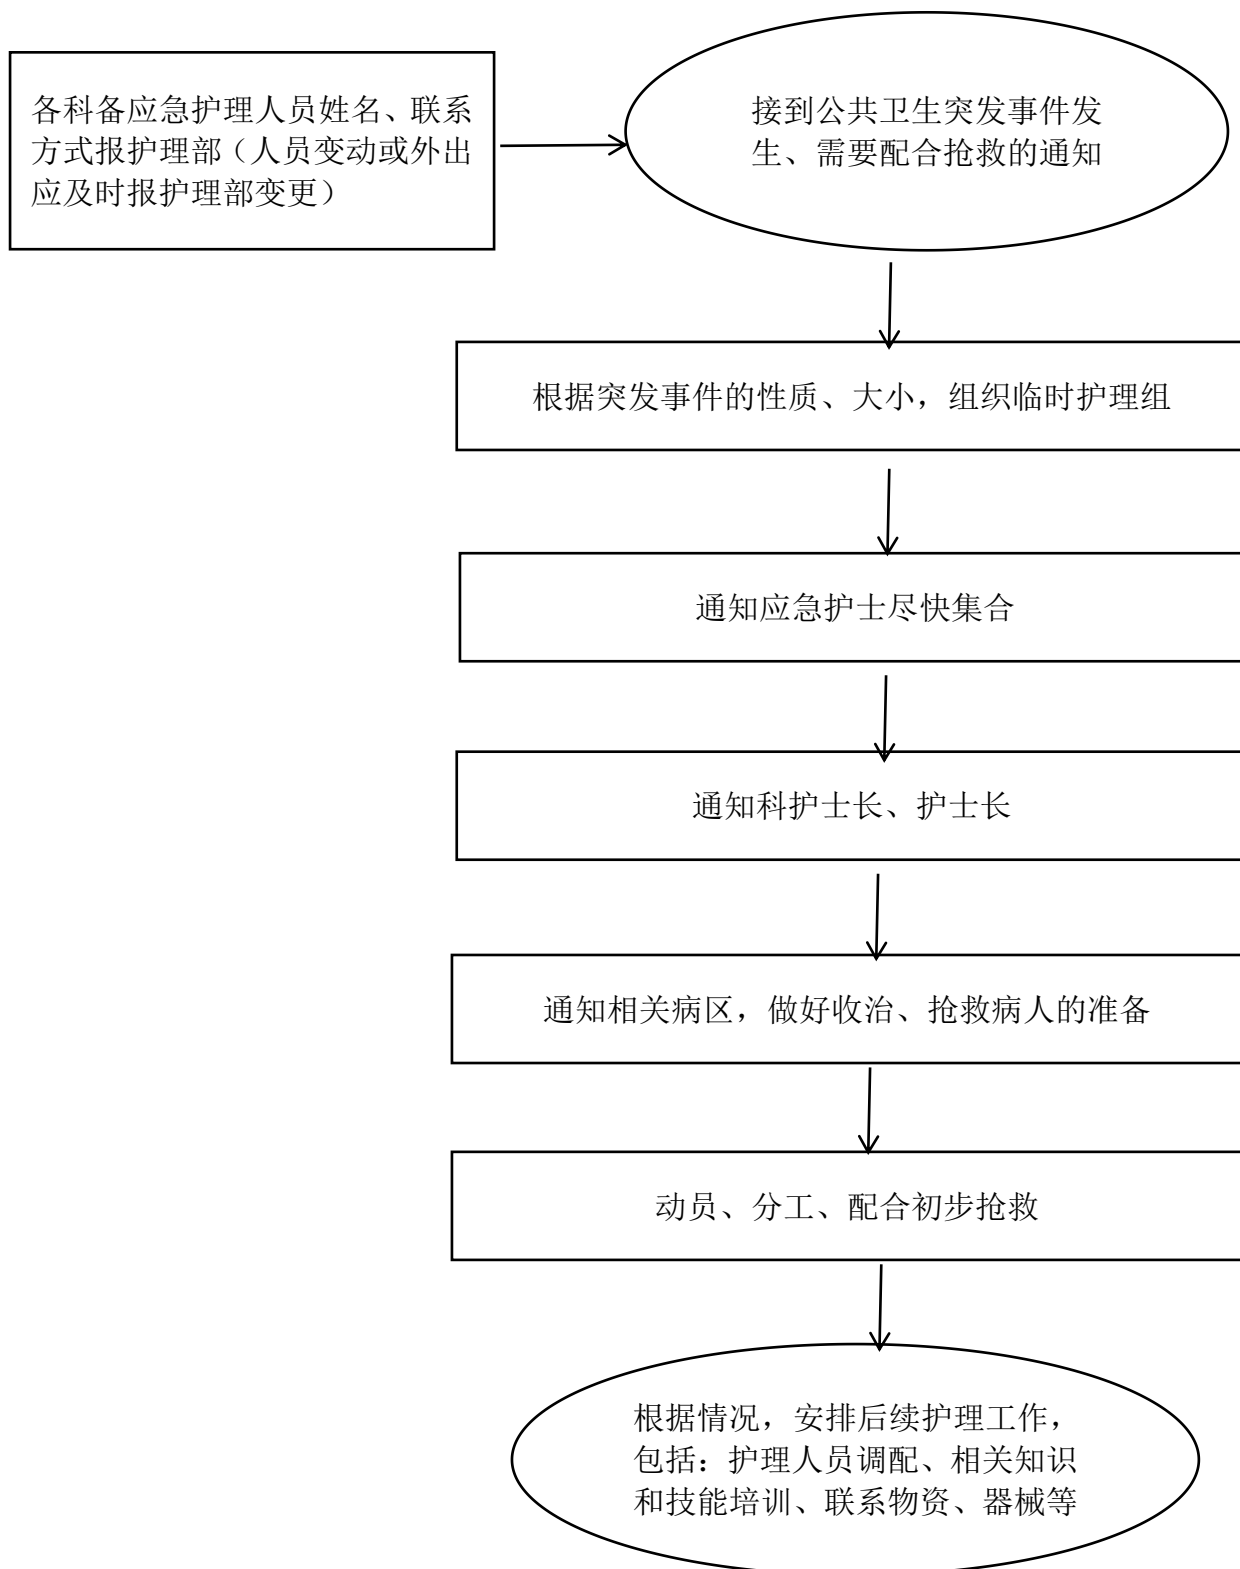 各科备应急护理人员姓名、联系
方式报护理部（人员变动或外出
应及时报护理部变更）
接到公共卫生突发事件发
生、需要配合抢救的通知
根据突发事件的性质、大小，组织临时护理组
通知应急护士尽快集合
通知科护士长、护士长
通知相关病区，做好收治、抢救病人的准备
动员、分工、配合初步抢救
根据情况，安排后续护理工作，
包括：护理人员调配、相关知识
和技能培训、联系物资、器械等